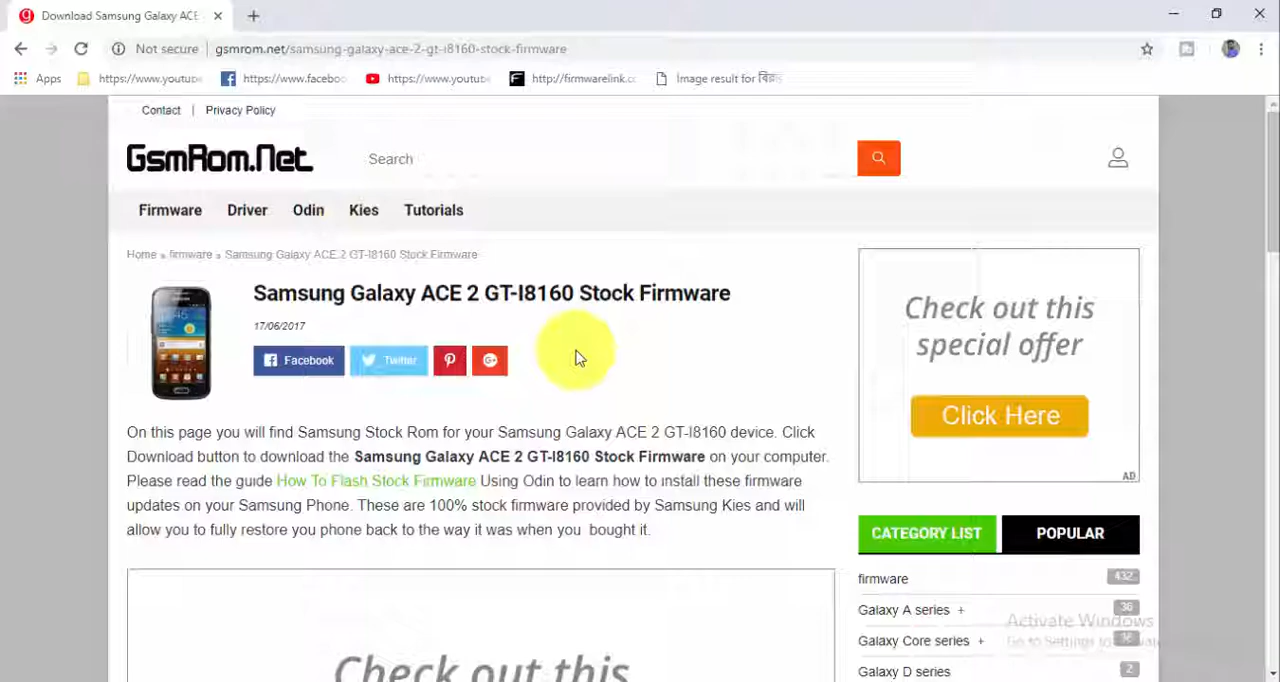 Download Samsung Galaxy ACE
Not secure gsmrom.net/samsung-galaxy-ace-2-gt-i8160-stock-firmware
Apps https://www.youtube https://www.faceboo https://www.youtube http://firmwarelink.co Image result for
Contact | Privacy Policy
GsmRom.Net
Search
Firmware Driver Odin Kies Tutorials
Home » firmware » Samsung Galaxy ACE 2 GT-I8160 Stock Firmware
Samsung Galaxy ACE 2 GT-I8160 Stock Firmware
17/06/2017
Facebook Twitter
On this page you will find Samsung Stock Rom for your Samsung Galaxy ACE 2 GT-I8160 device. Click
Download button to download the Samsung Galaxy ACE 2 GT-I8160 Stock Firmware on your computer.
Please read the guide How To Flash Stock Firmware Using Odin to learn how to install these firmware
updates on your Samsung Phone. These are 100% stock firmware provided by Samsung Kies and will
allow you to fully restore you phone back to the way it was when you bought it.
Check out this
Check out this
special offer
Click Here
AD
CATEGORY LIST POPULAR
firmware 432
Galaxy A series + 36
Galaxy Core series +
Galaxy D series 2
Activate Windows
Go to Settings to